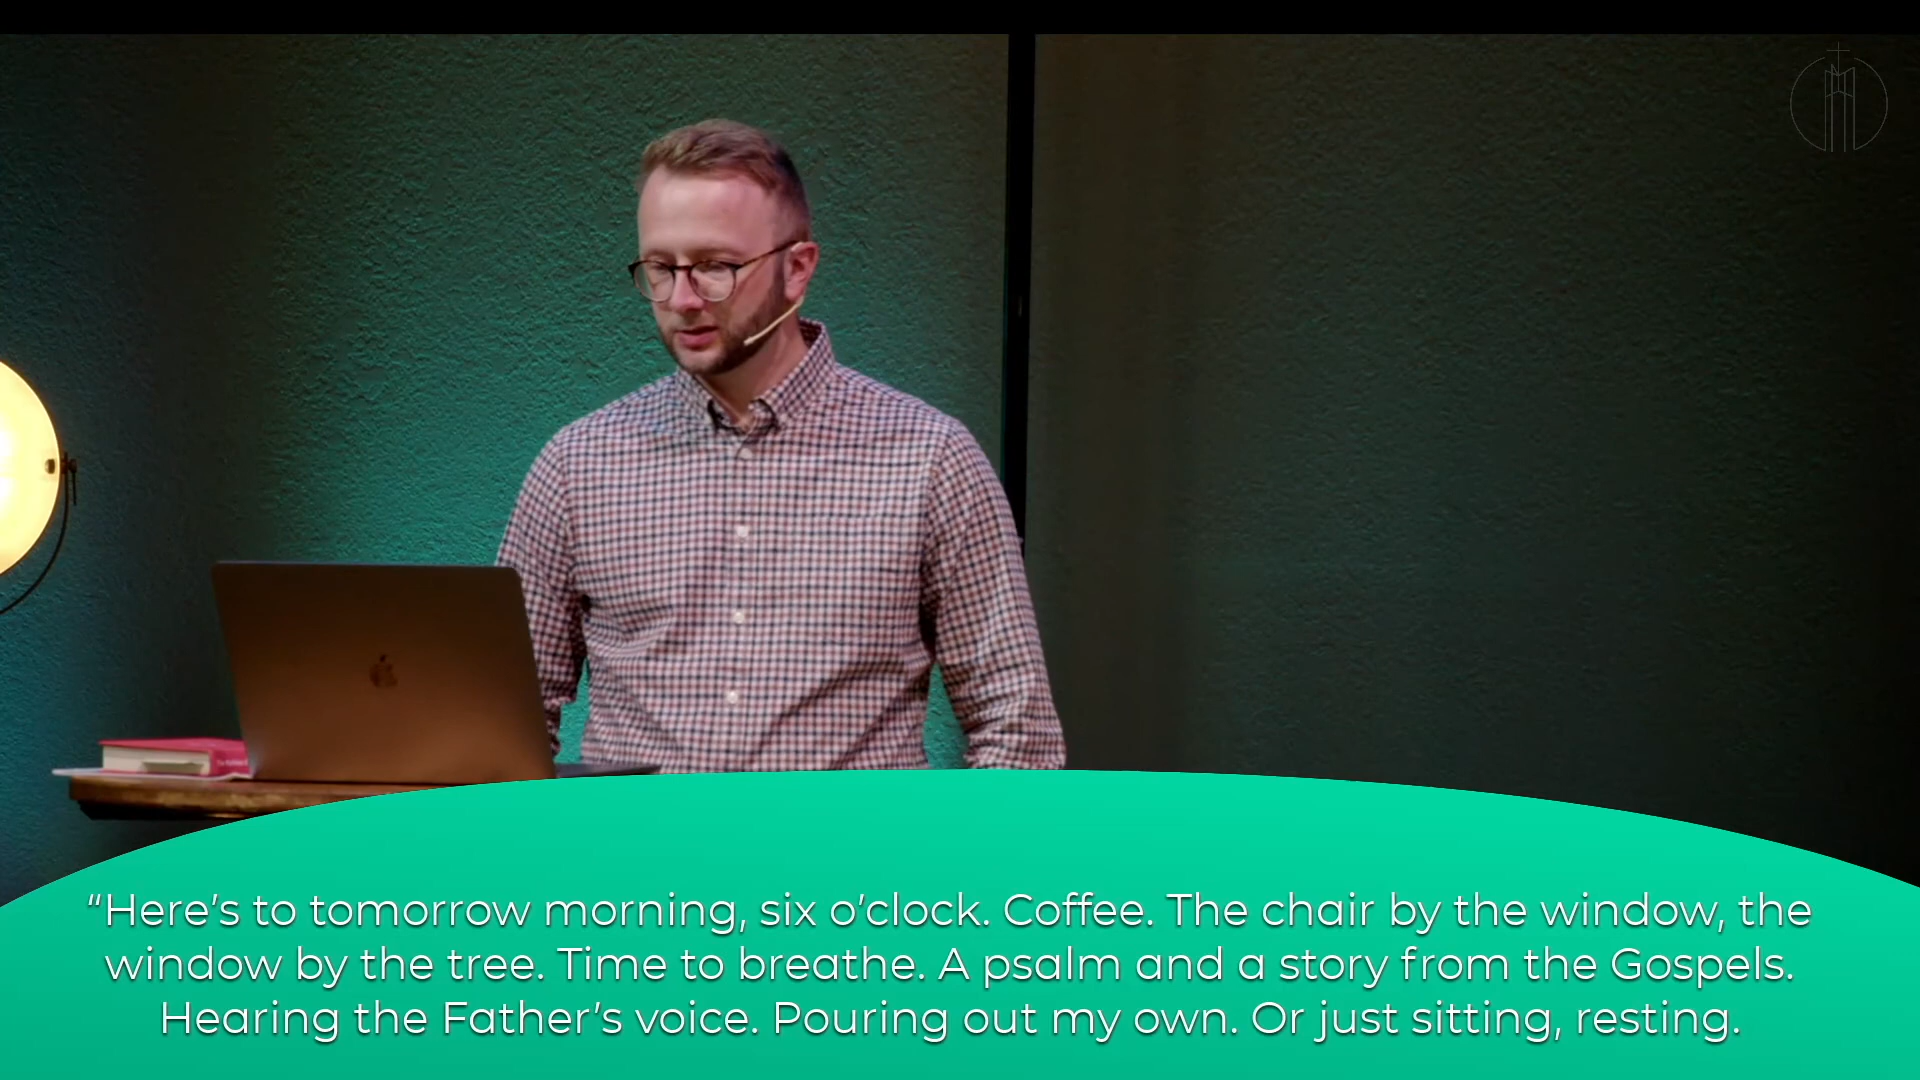 “Here’s to tomorrow morning, six o’clock. Coffee. The chair by the window, the
window by the tree. Time to breathe. A psalm and a story from the Gospels.
Hearing the Father’s voice. Pouring out my own. Or just sitting, resting.